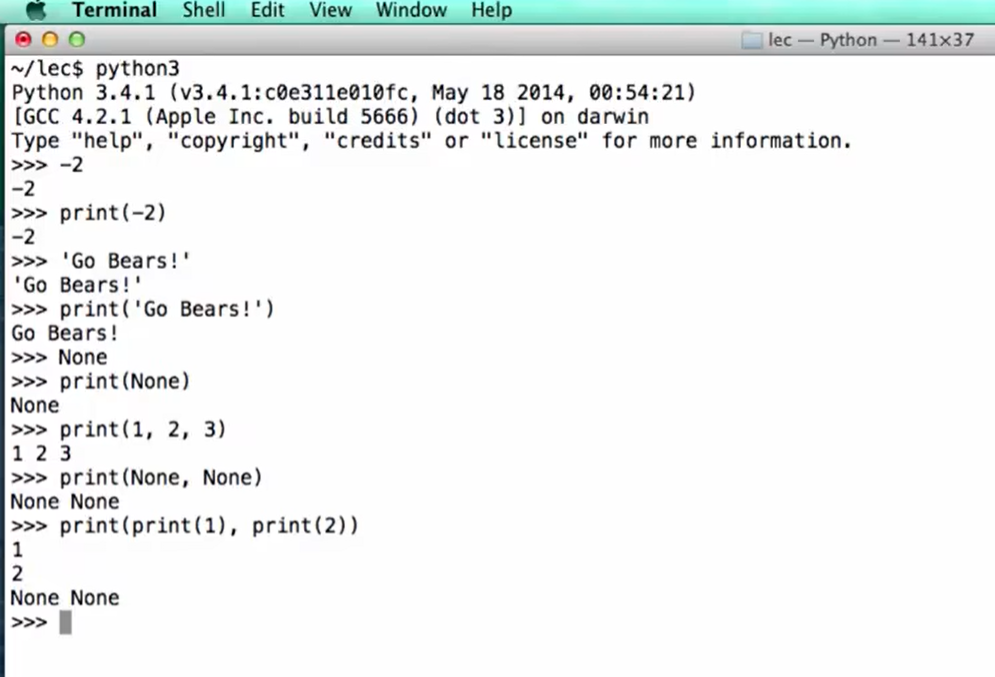 Terminal Shell Edit View Window Help
lec — Python — 141×37
~/lec$ python3
Python 3.4.1 (v3.4.1:c0e311e010fc, May 18 2014, 00:54:21)
[GCC 4.2.1 (Apple Inc. build 5666) (dot 3)] on darwin
Type "help", "copyright", "credits" or "license" for more information.
>>> -2
-2
>>> print(-2)
-2
>>> 'Go Bears!'
'Go Bears!'
>>> print('Go Bears!')
Go Bears!
>>> None
>>> print(None)
None
>>> print(1, 2, 3)
1 2 3
>>> print(None, None)
None None
>>> print(print(1), print(2))
1
2
None None
>>>